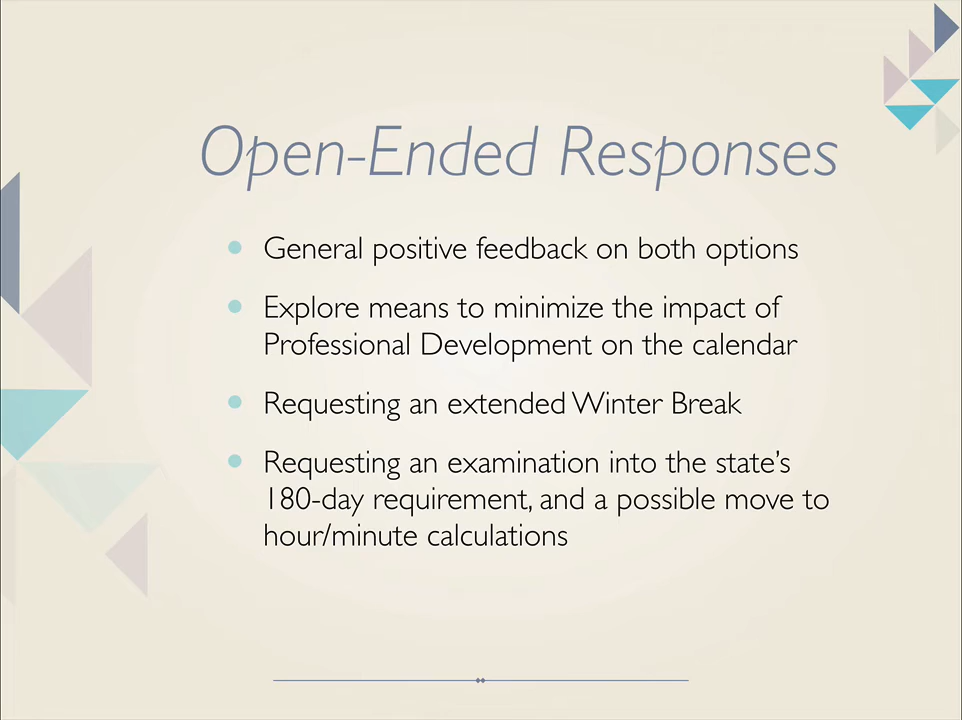 Open-Ended Responses
General positive feedback on both options
Explore means to minimize the impact of
Professional Development on the calendar
Requesting an extended Winter Break
Requesting an examination into the state’s
180-day requirement, and a possible move to
hour/minute calculations